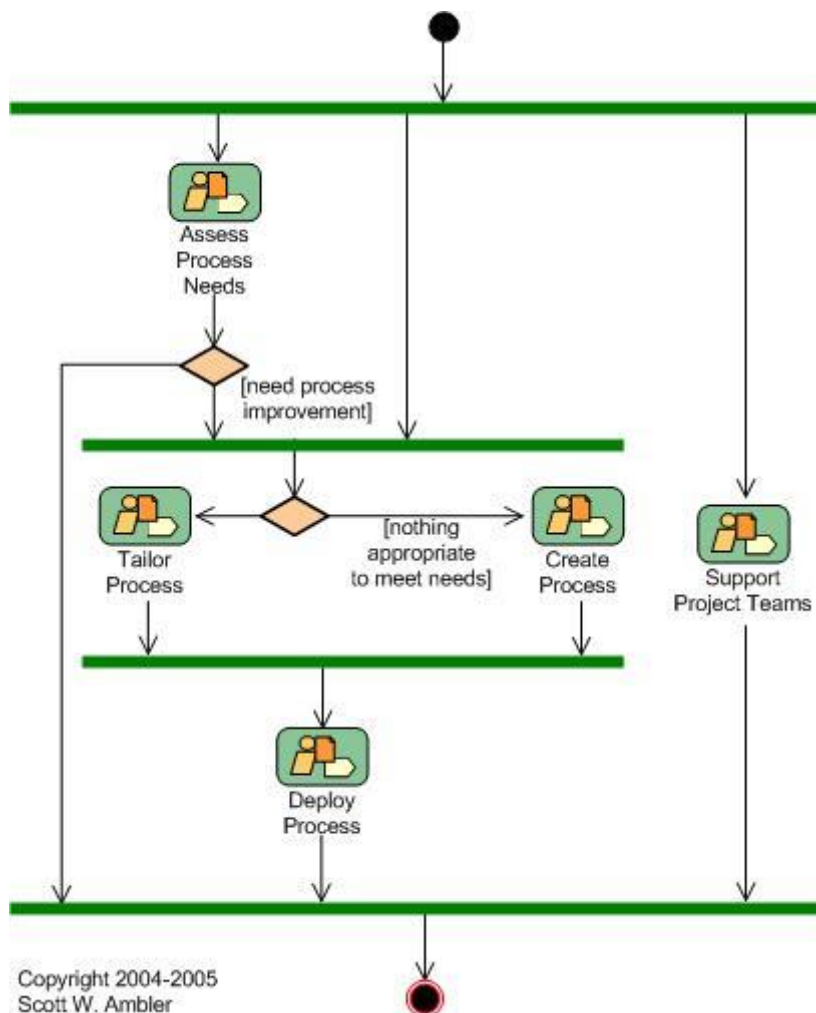 Assess
Process
Needs
[need process
improvement]
Tailor
Process
[nothing
appropriate
to meet needs]
Create
Process
Support
Project Teams
Deploy
Process
Copyright 2004-2005
Scott W. Ambler